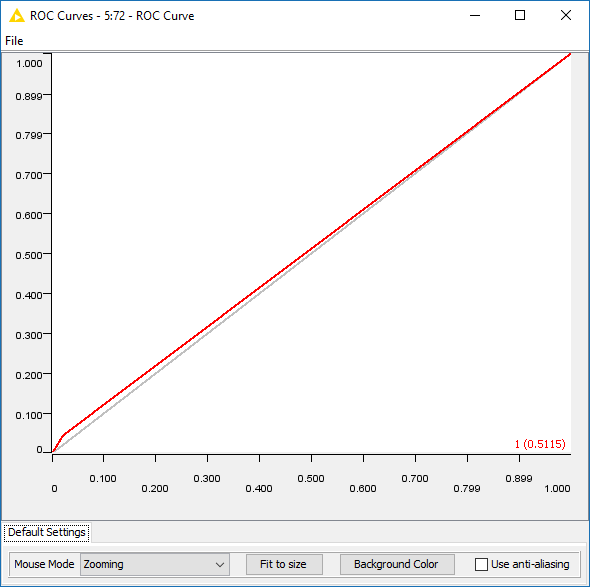 ROC Curves - 5:72 - ROC Curve
File
1.000
0.899
0.799
0.700
0.600
0.500
0.400
0.300
0.200
0.100
0
1 (0.5115)
0.100 0.300 0.500 0.700 0.899
0 0.200 0.400 0.600 0.799 1.000
Default Settings
Mouse Mode Zooming Fit to size Background Color Use anti-aliasing